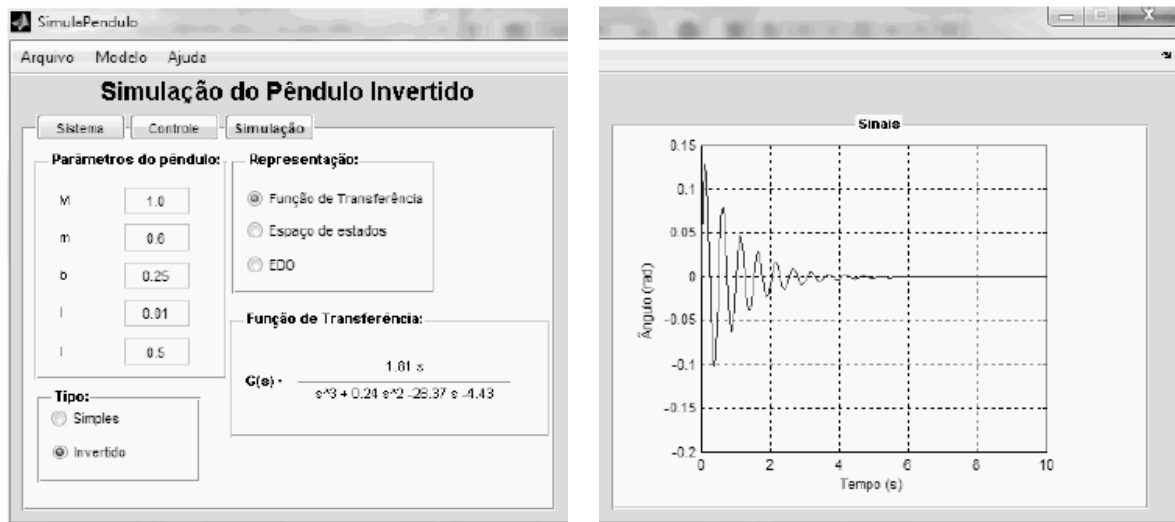 SimulaPendulo
Arquivo Modelo Ajuda
Simulação do Pêndulo Invertido
Sistema Controle Simulação
Parâmetros do pêndulo:
M 1.0
m 0.6
b 0.25
I 0.01
l 0.5
Tipo:
Simples
Invertido
Representação:
Função de Transferência
Espaço de estados
EDO
Função de Transferência:
G(s) =
1.81 s
s^3 + 0.24 s^2 -28.37 s -4.43
Sinais
0.15
0.1
0.05
0
-0.05
-0.1
-0.15
-0.2
Ângulo (rad)
0 2 4 6 8 10
Tempo (s)